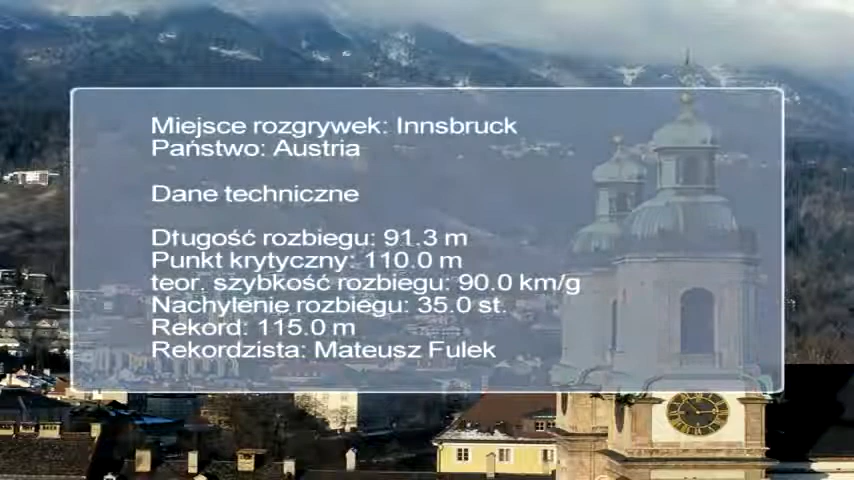 Miejsce rozgrywek: Innsbruck
Państwo: Austria
Dane techniczne
Długość rozbiegu: 91.3 m
Punkt krytyczny: 110.0 m
teor. szybkość rozbiegu: 90.0 km/g
Nachylenie rozbiegu: 35.0 st.
Rekord: 115.0 m
Rekordzista: Mateusz Fulek